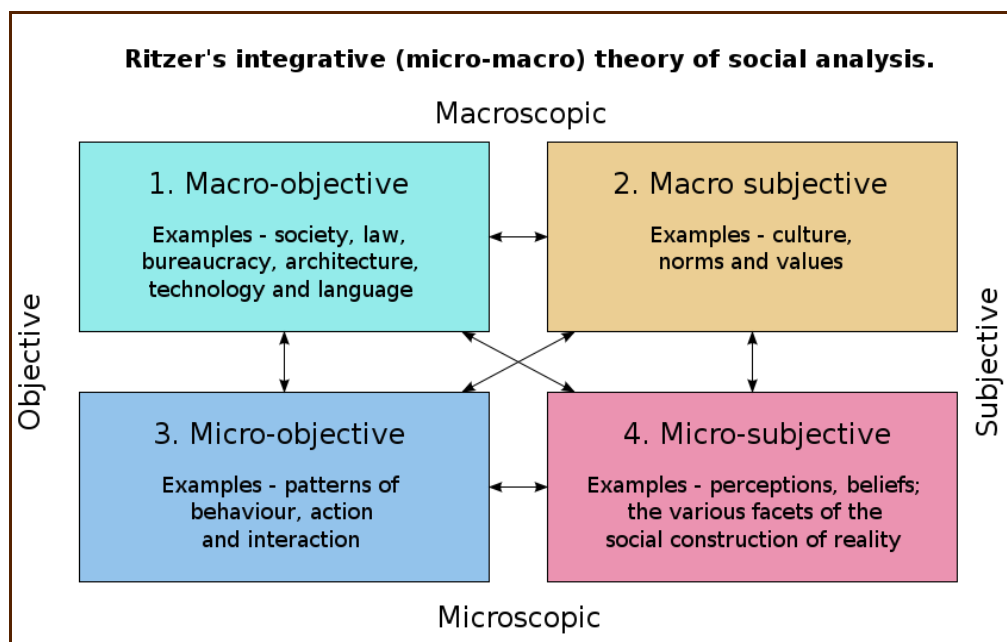 Ritzer's integrative (micro-macro) theory of social analysis.
Macroscopic
Objective
1. Macro-objective
Examples - society, law,
bureaucracy, architecture,
technology and language
2. Macro subjective
Examples - culture,
norms and values
Subjective
3. Micro-objective
Examples - patterns of
behaviour, action
and interaction
4. Micro-subjective
Examples - perceptions, beliefs;
the various facets of the
social construction of reality
Microscopic